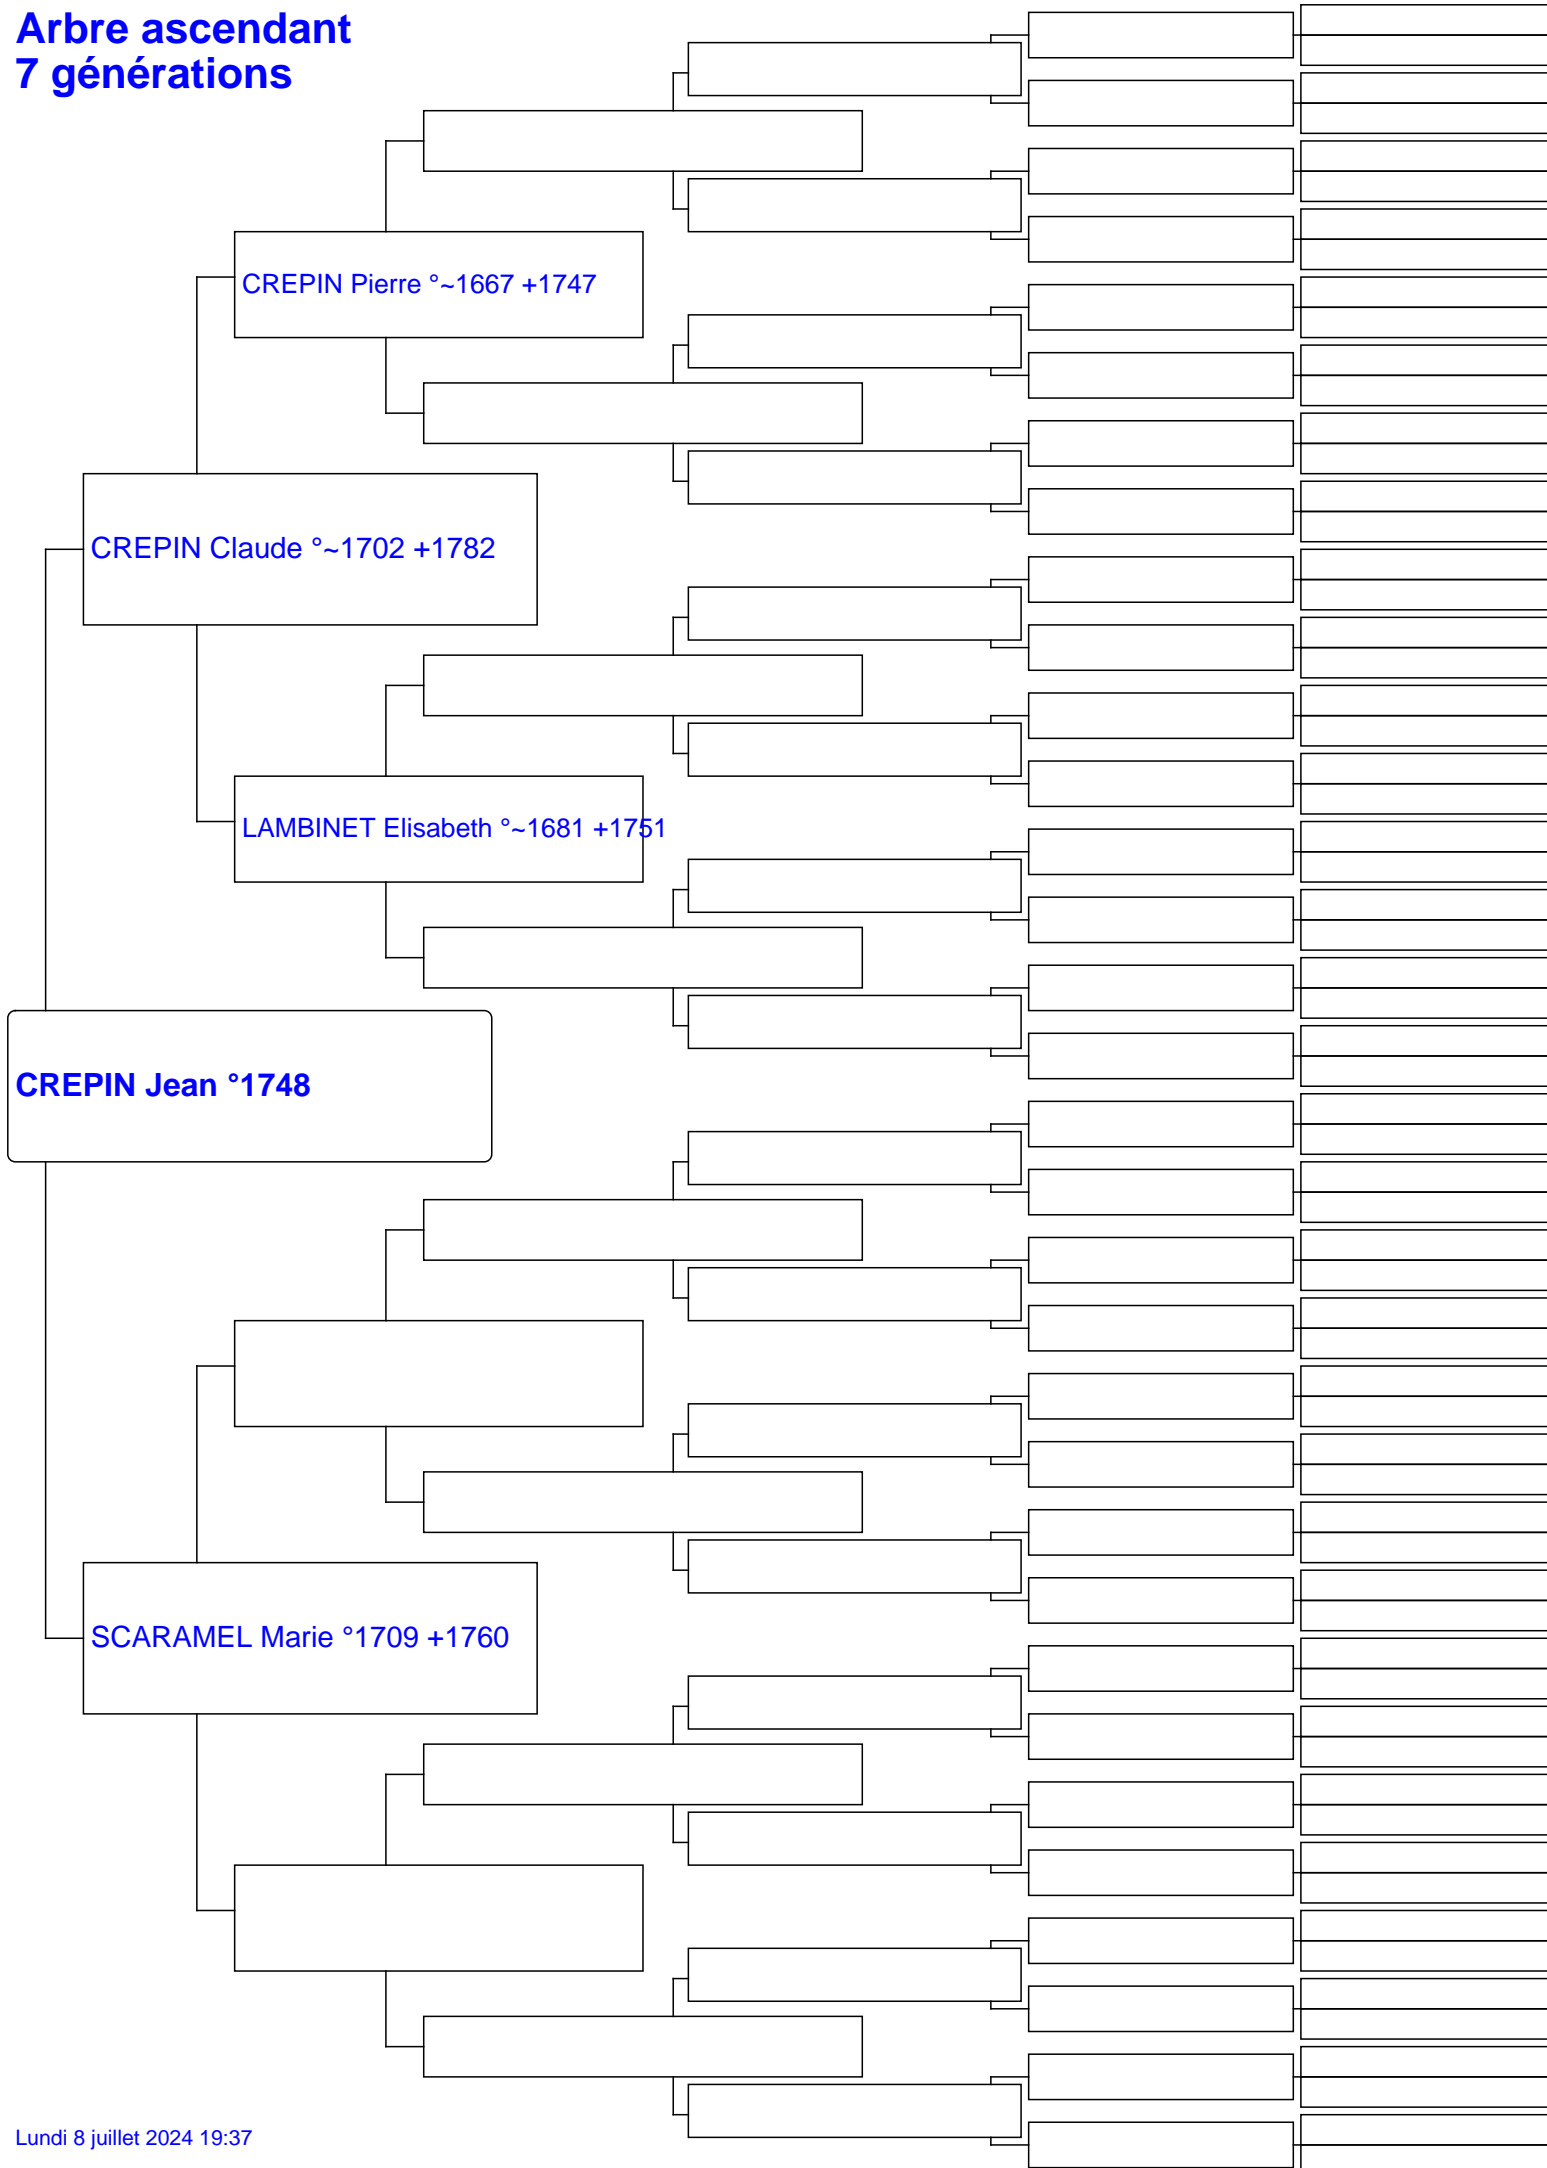 Arbre ascendant
7 générations
CREPIN Pierre °~1667 +1747
CREPIN Claude °~1702 +1782
LAMBINET Elisabeth °~1681 +1751
CREPIN Jean °1748
SCARAMEL Marie °1709 +1760
Lundi 8 juillet 2024 19:37